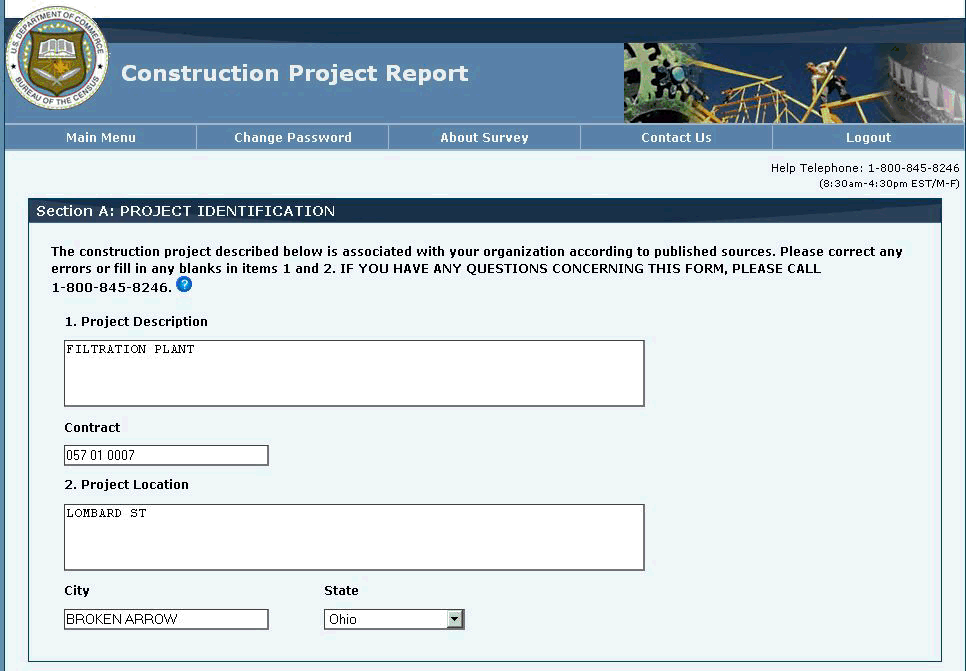 U.S. DEPARTMENT OF COMMERCE
BUREAU OF THE CENSUS
Construction Project Report
Main Menu
Change Password
About Survey
Contact Us
Logout
Help Telephone: 1-800-845-8246
(8:30am-4:30pm EST/M-F)
Section A: PROJECT IDENTIFICATION
The construction project described below is associated with your organization according to published sources. Please correct any
errors or fill in any blanks in items 1 and 2. IF YOU HAVE ANY QUESTIONS CONCERNING THIS FORM, PLEASE CALL
1-800-845-8246. ?
1. Project Description
FILTRATION PLANT
Contract
057 01 0007
2. Project Location
LOMBARD ST
City
State
BROKEN ARROW
Ohio